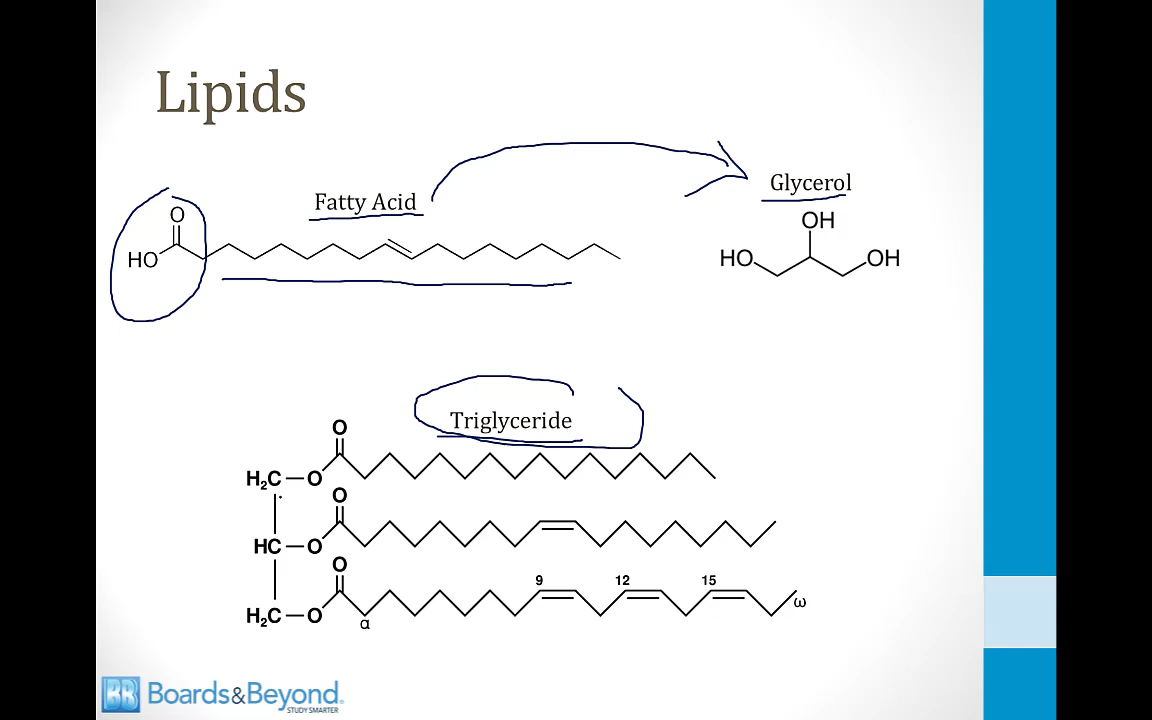 Lipids
Fatty Acid
Glycerol
O
HO
OH
HO
OH
Triglyceride
O
H₂C—O
O
HC—O
O
9
12
15
ω
H₂C—O
α
BB Boards&Beyond.
STUDY SMARTER